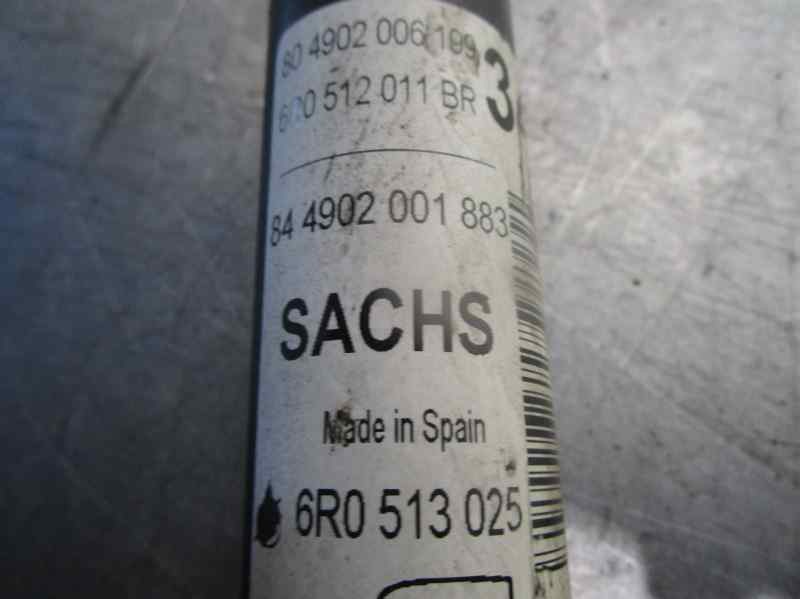 80 4902 006 199
6R0 512 011 BR 3
84 4902 001 883
SACHS
Made in Spain
6R0 513 025